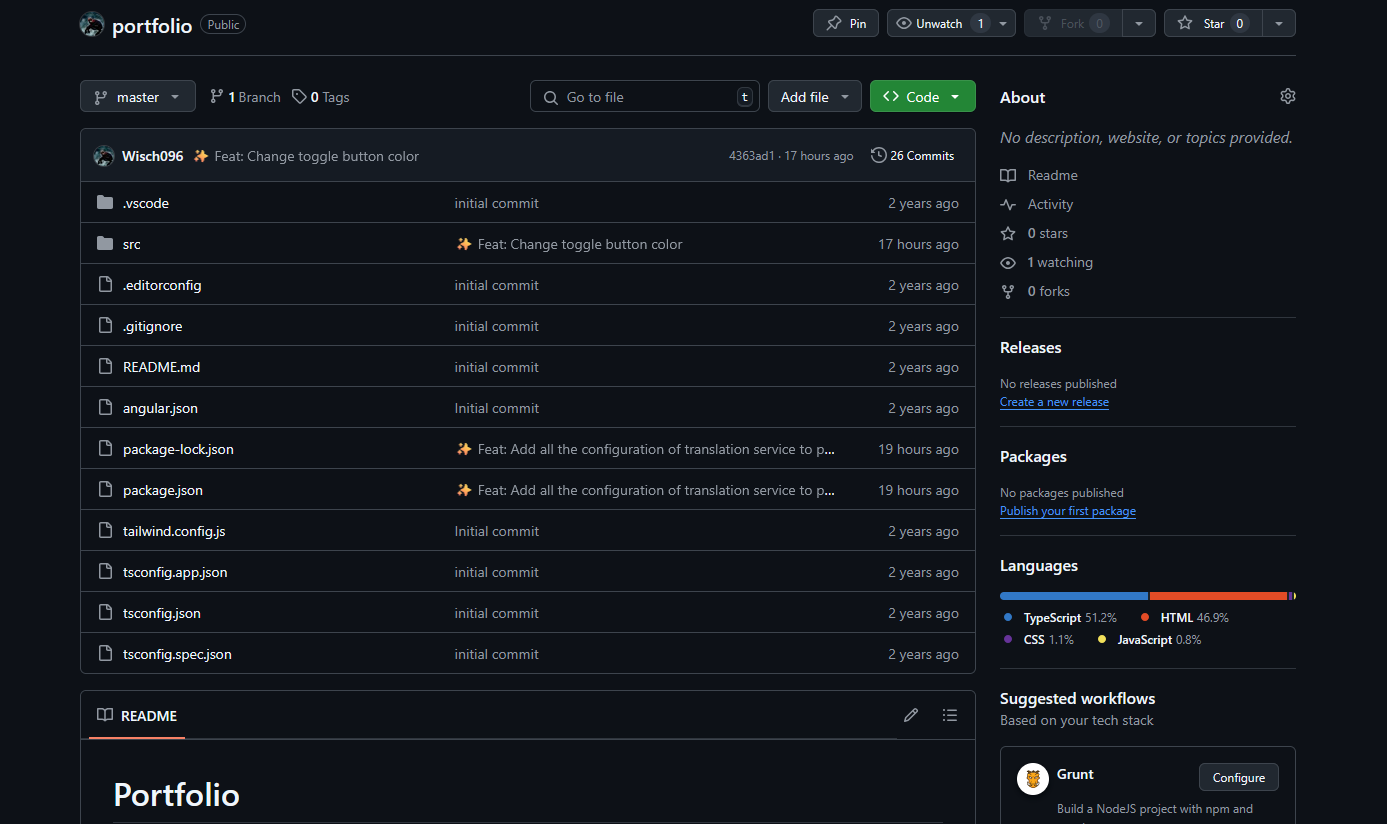 portfolio Public Pin Unwatch 1 Fork 0 Star 0
master 1 Branch 0 Tags Go to file t Add file Code
Wisch096 ✨ Feat: Change toggle button color 4363ad1 · 17 hours ago 26 Commits
.vscode initial commit 2 years ago
src ✨ Feat: Change toggle button color 17 hours ago
.editorconfig initial commit 2 years ago
.gitignore initial commit 2 years ago
README.md initial commit 2 years ago
angular.json Initial commit 2 years ago
package-lock.json ✨ Feat: Add all the configuration of translation service to p... 19 hours ago
package.json ✨ Feat: Add all the configuration of translation service to p... 19 hours ago
tailwind.config.js Initial commit 2 years ago
tsconfig.app.json initial commit 2 years ago
tsconfig.json initial commit 2 years ago
tsconfig.spec.json initial commit 2 years ago
README
Portfolio
About
No description, website, or topics provided.
Readme
Activity
0 stars
1 watching
0 forks
Releases
No releases published
Create a new release
Packages
No packages published
Publish your first package
Languages
TypeScript 51.2% HTML 46.9%
CSS 1.1% JavaScript 0.8%
Suggested workflows
Based on your tech stack
Grunt Configure
Build a NodeJS project with npm and